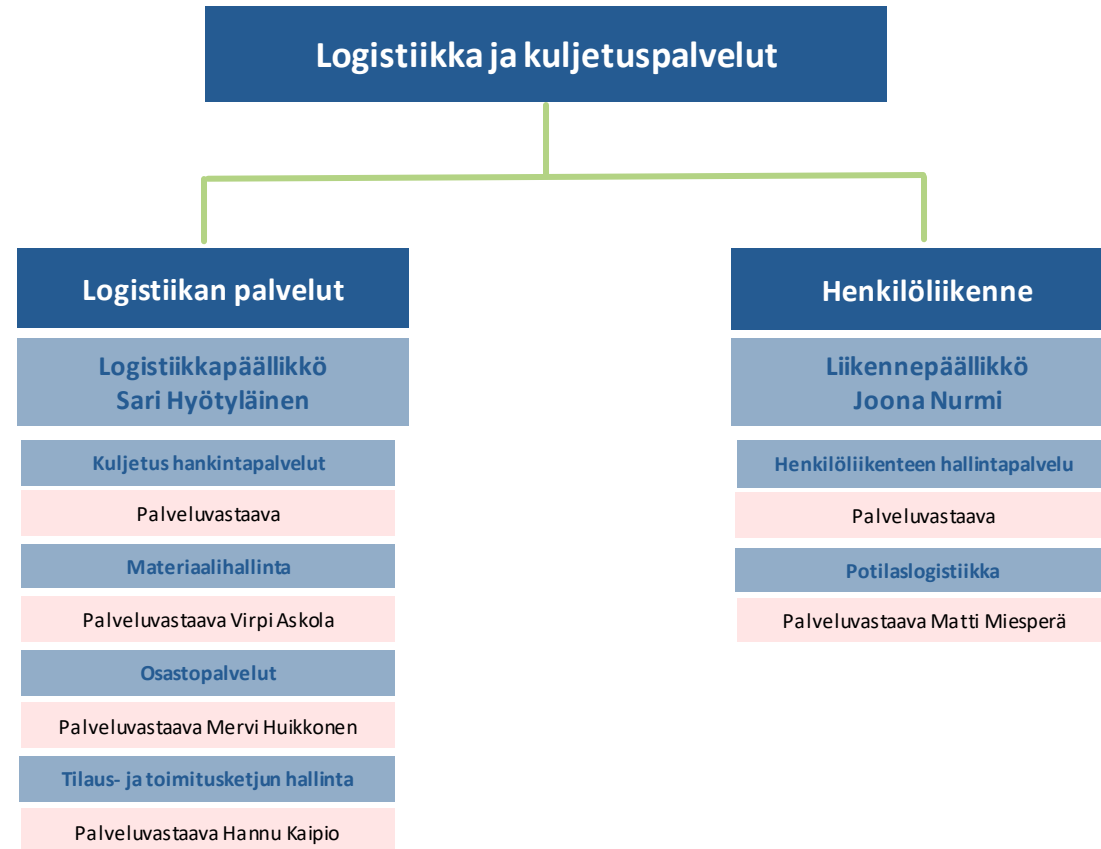 Logistiikka ja kuljetuspalvelut
Logistiikan palvelut
Logistiikkapäällikkö
Sari Hyötyläinen
Kuljetus hankintapalvelut
Palveluvastaava
Materiaalihallinta
Palveluvastaava Virpi Askola
Osastopalvelut
Palveluvastaava Mervi Huikkonen
Tilaus- ja toimitusketjun hallinta
Palveluvastaava Hannu Kaipio
Henkilöliikenne
Liikennepäällikkö
Joona Nurmi
Henkilöliikenteen hallintapalvelu
Palveluvastaava
Potilaslogistiikka
Palveluvastaava Matti Miesperä